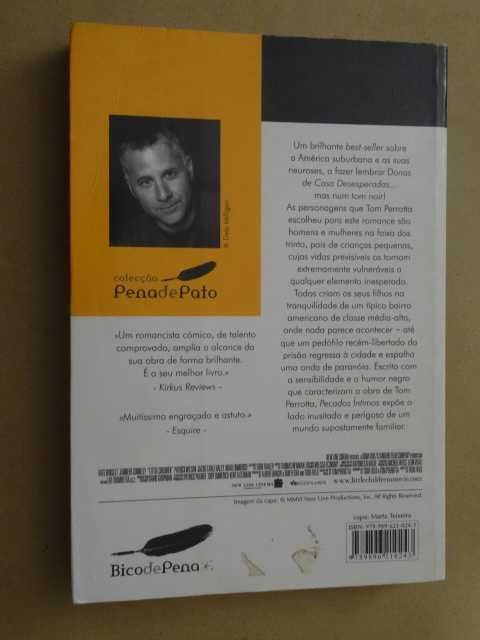 Um brilhante best-seller sobre
a América suburbana e as suas
neuroses, a fazer lembrar Donas
de Casa Desesperadas...
mas num tom noir!
As personagens que Tom Perrotta
escolheu para este romance são
homens e mulheres na faixa dos
trinta, pais de crianças pequenas,
cujas vidas previsíveis os tornam
extremamente vulneráveis a
qualquer elemento inesperado.
Todos criam os seus filhos na
tranquilidade de um típico bairro
americano de classe média-alta,
onde nada parece acontecer – até
que um pedófilo recém-libertado da
prisão regressa à cidade e espalha
uma onda de paranóia. Escrito com
a sensibilidade e o humor negro
que caracterizam a obra de Tom
Perrotta, Pecados Íntimos expõe o
lado inusitado e perigoso de um
mundo supostamente familiar.
colecção
PenadePato
»Um romancista cómico, de talento
comprovado, amplia o alcance da
sua obra de forma brilhante.
É o seu melhor livro.«
- Kirkus Reviews -
»Muitíssimo engraçado e astuto.«
- Esquire -
NEW LINE CINEMA
www.littlechildrenmovie.com
Imagem da capa: © MMVI New Line Productions, Inc. All Rights Reserved
capa: Marta Teixeira
BicodePena